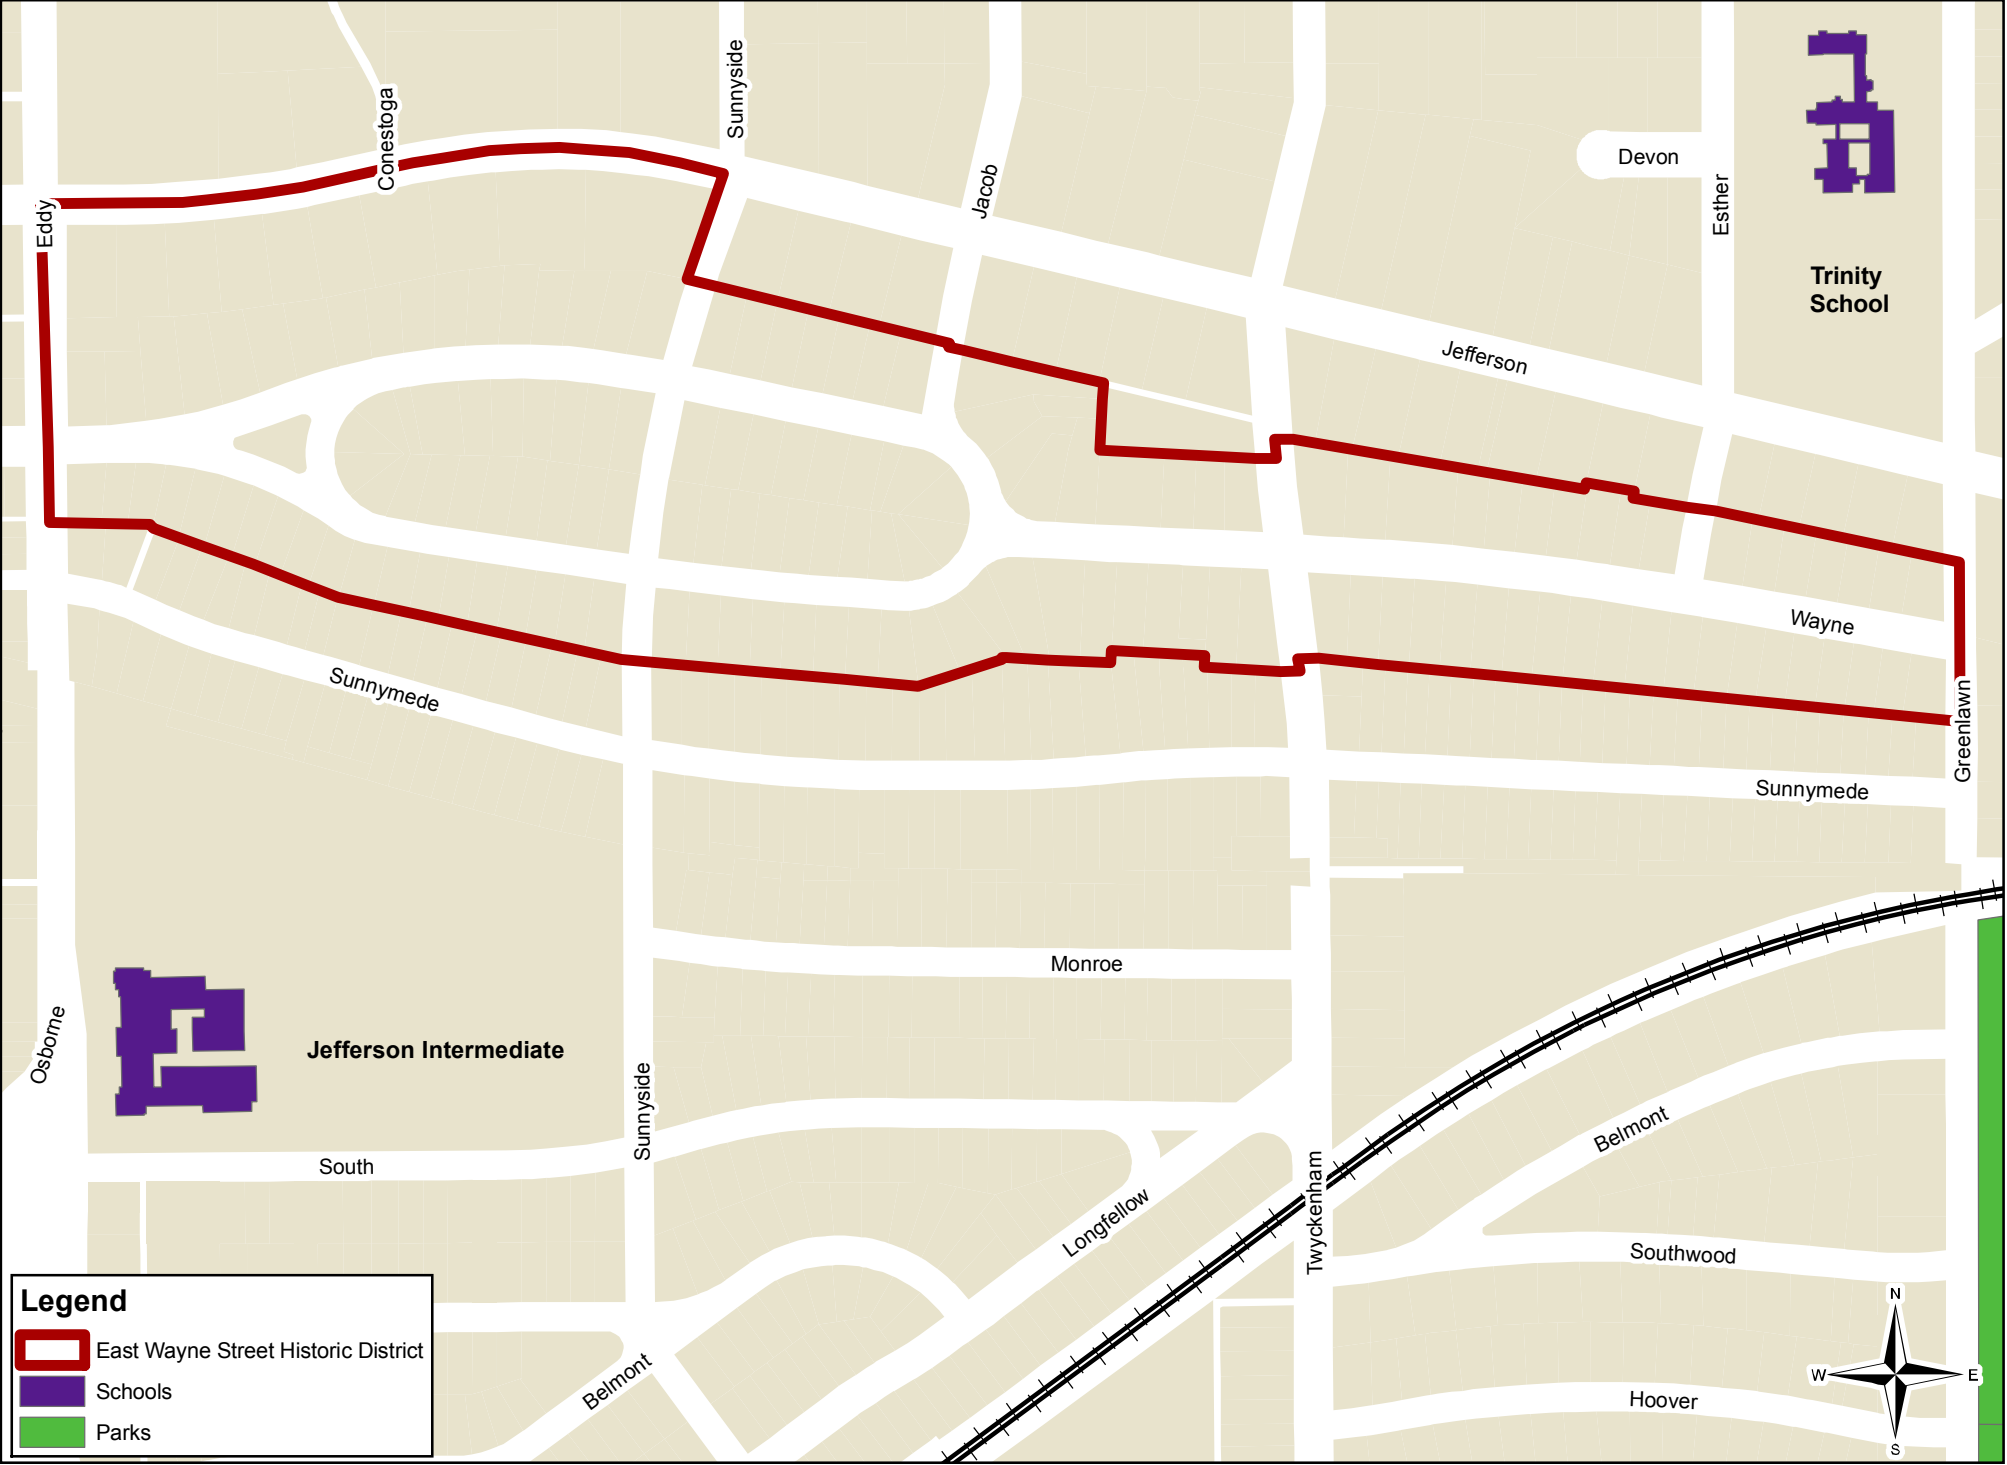 Sunnyside
Conestoga
Devon
Jacob
Esther
Eddy
Trinity
School
Jefferson
Wayne
Sunnymede
Greenlawn
Sunnymede
Monroe
Osborne
Jefferson Intermediate
Sunnyside
Belmont
South
Longfellow
Twyckenham
Southwood
Legend
East Wayne Street Historic District
Schools
Parks
Belmont
Hoover
N
W
E
S